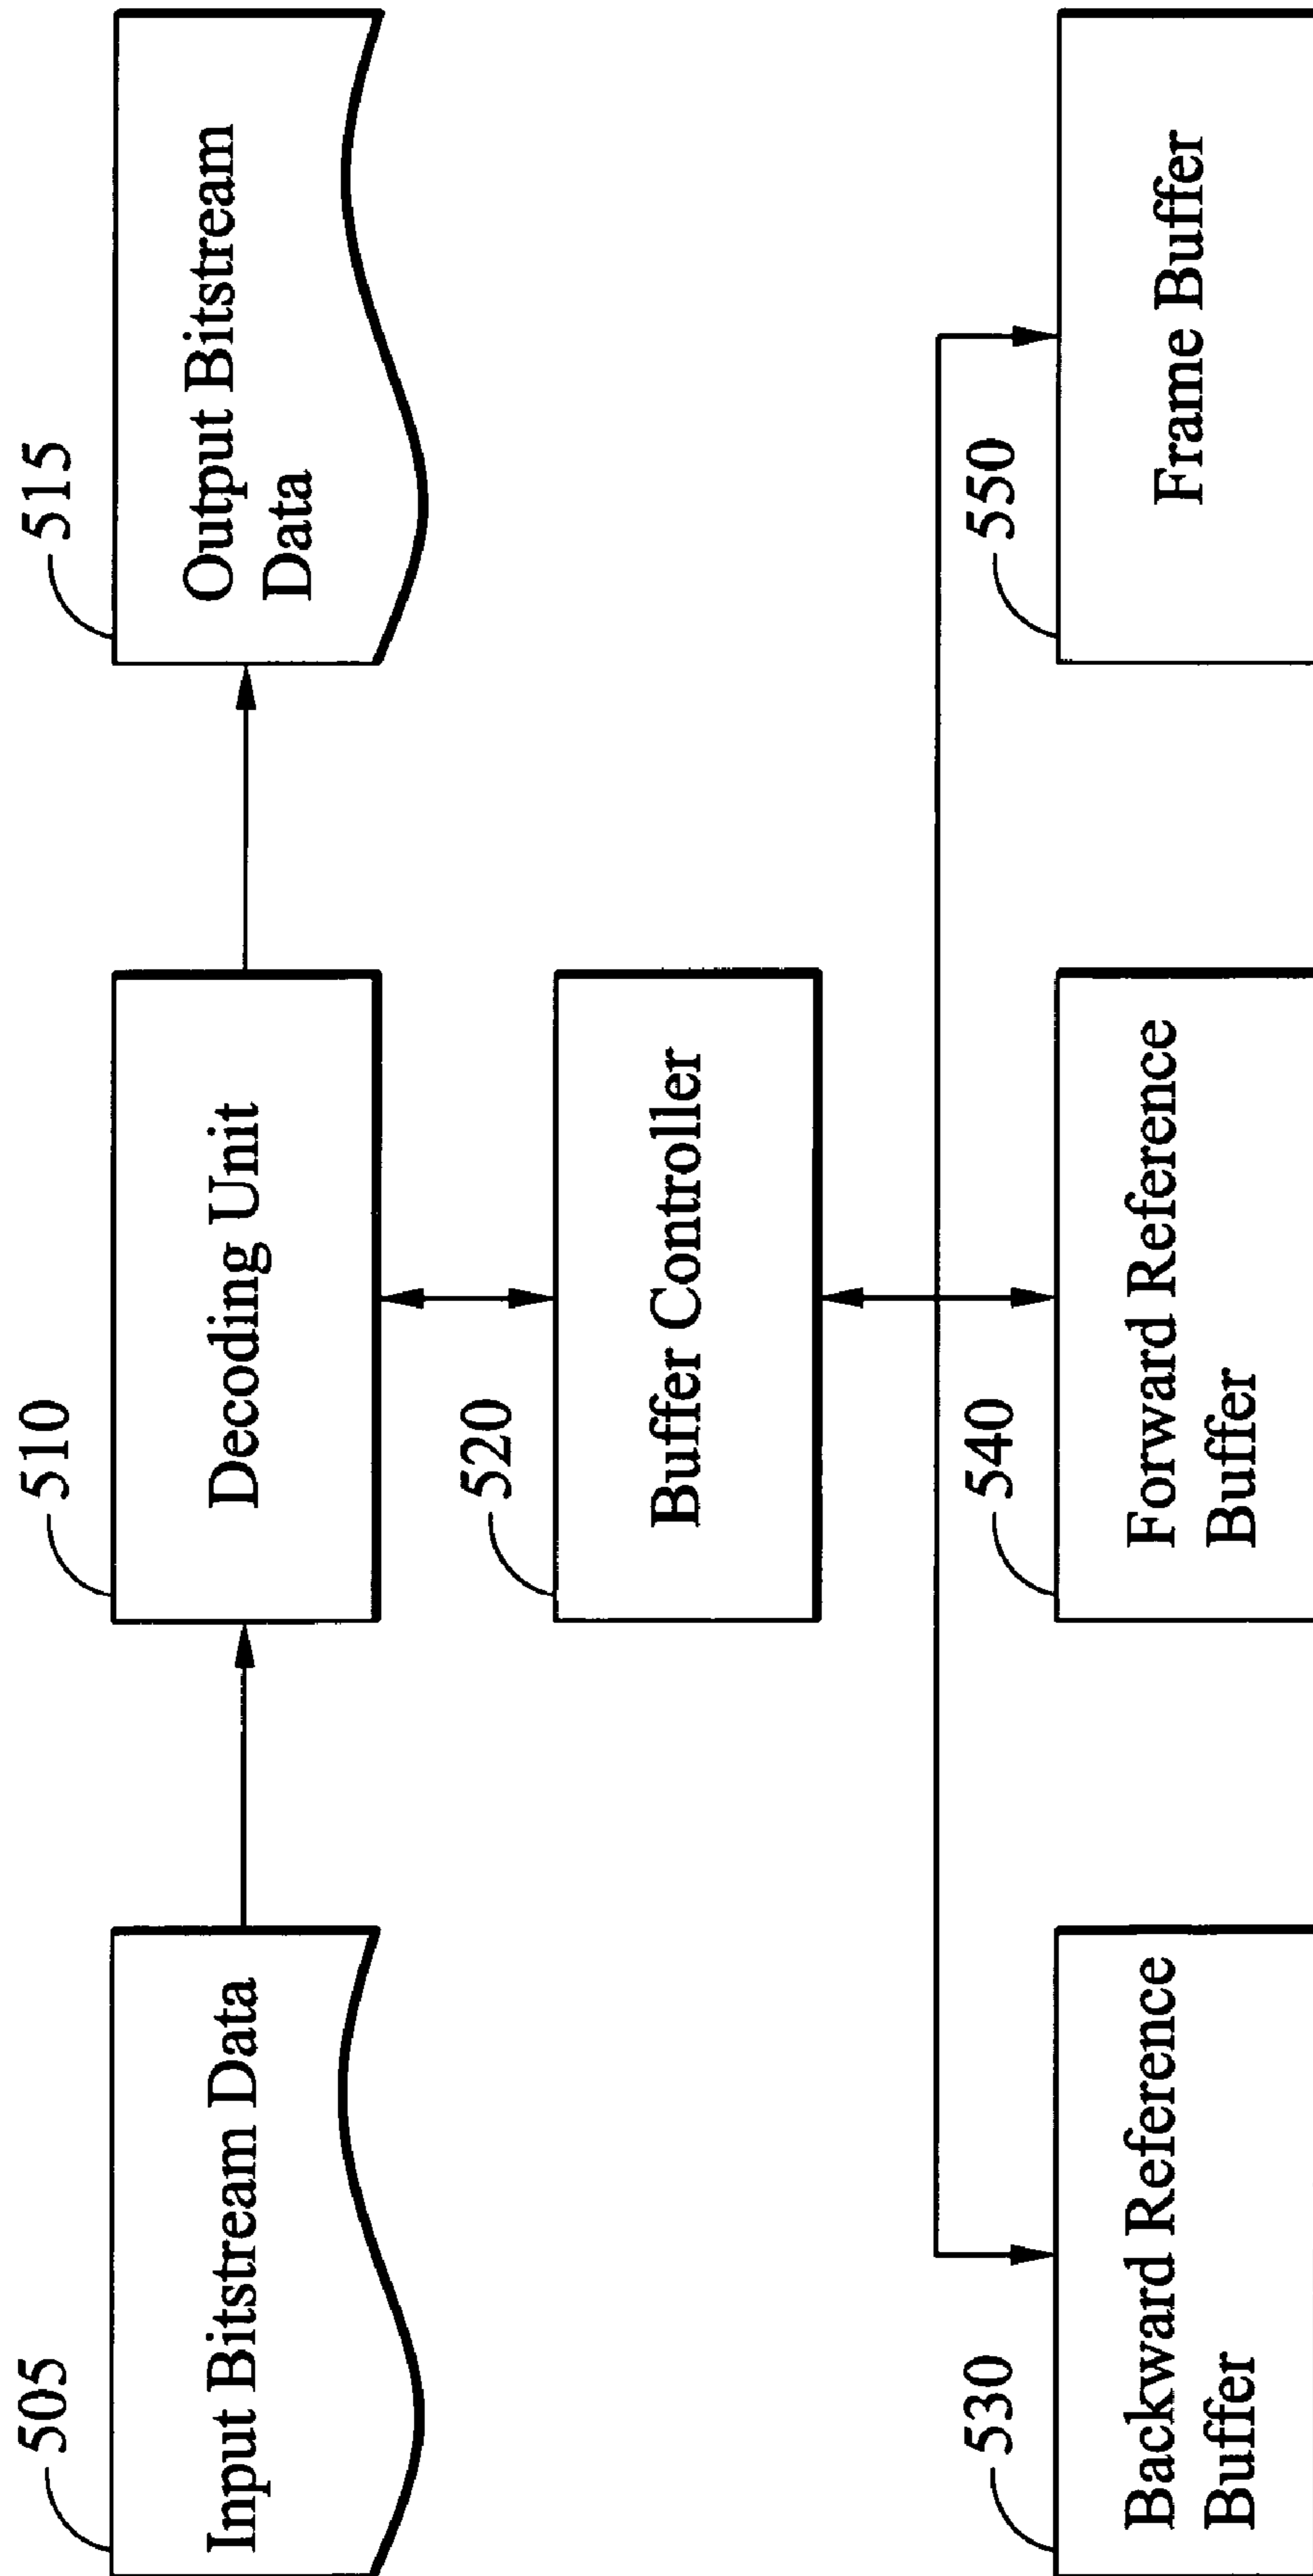 505
Input Bitstream Data
510
Decoding Unit
515
Output Bitstream
Data
520
Buffer Controller
530
Backward Reference
Buffer
540
Forward Reference
Buffer
550
Frame Buffer